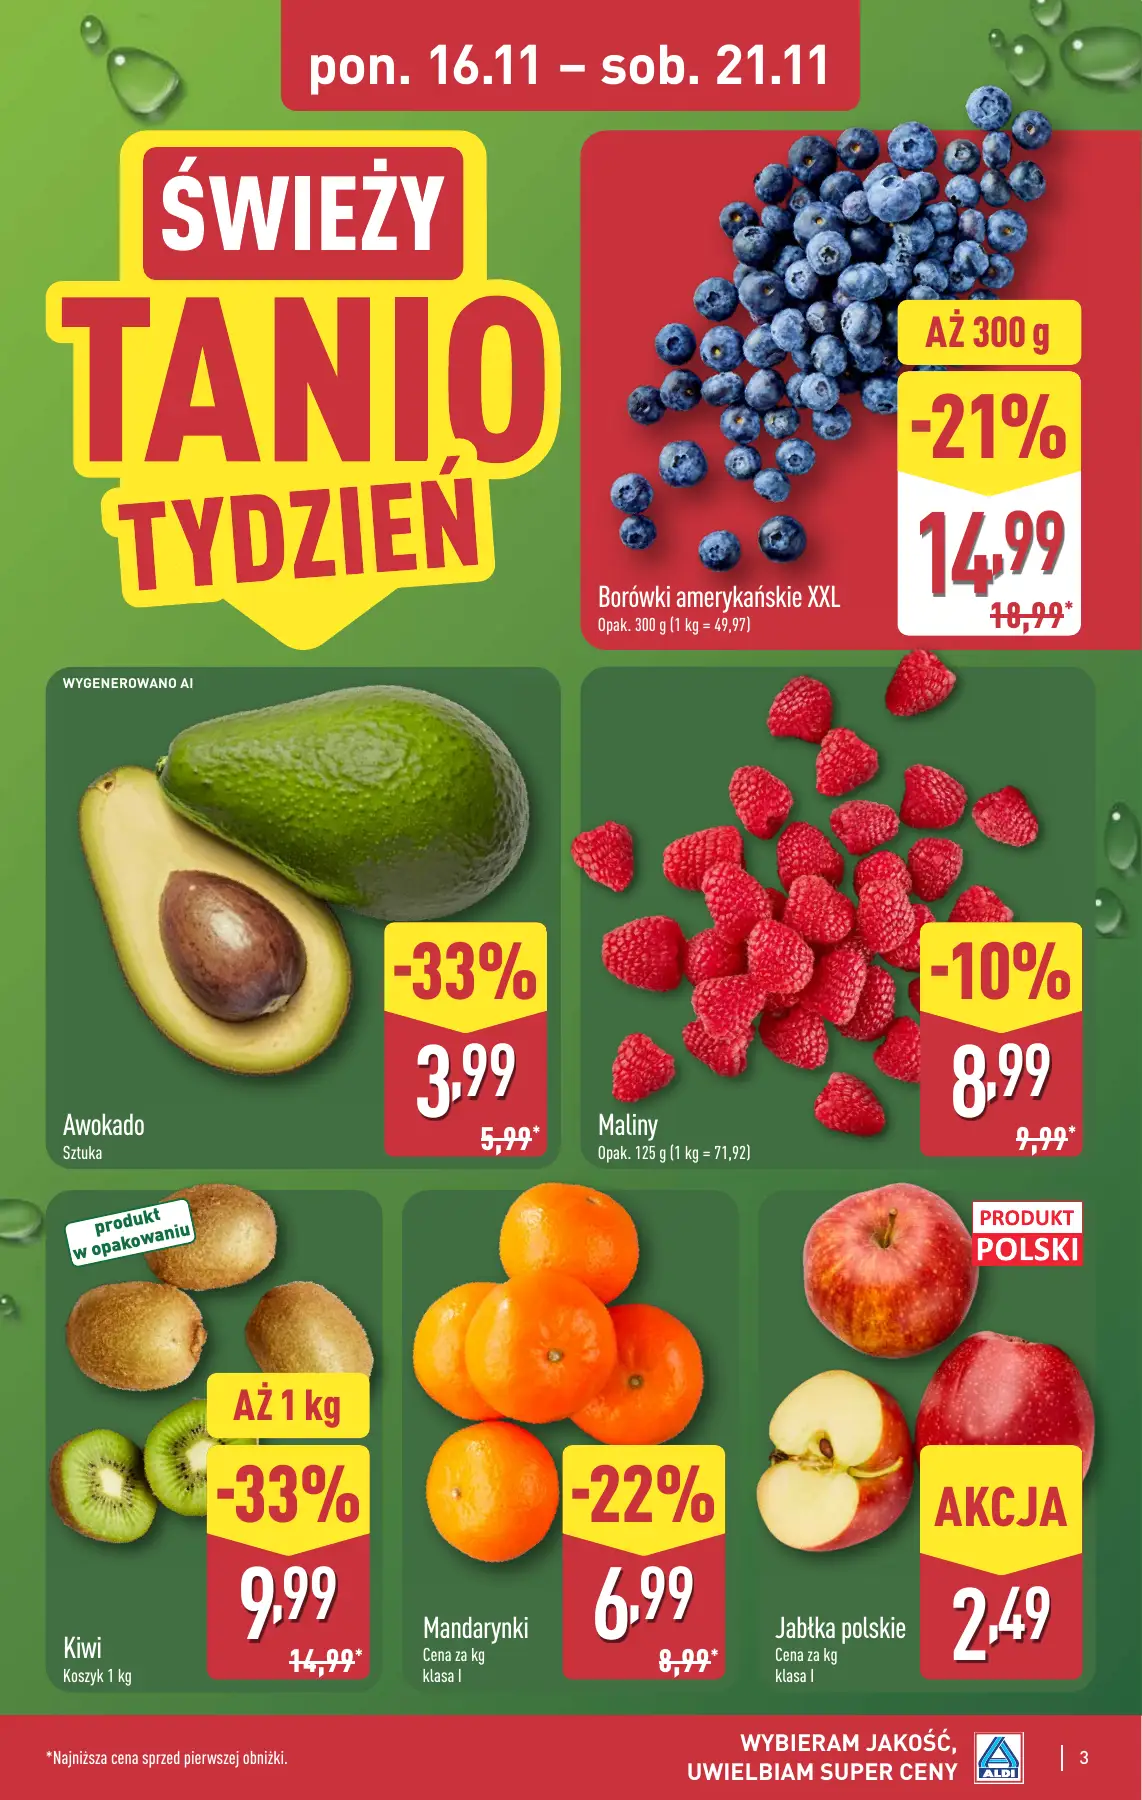 pon. 16.11 – sob. 21.11
ŚWIEŻY
TANIO
TYDZIEŃ
AŻ 300 g
-21%
14,99
18,99*
Borówki amerykańskie XXL
Opak. 300 g (1 kg = 49,97)
WYGENEROWANO AI
-33%
3,99
5,99*
Awokado
Sztuka
-10%
8,99
9,99*
Maliny
Opak. 125 g (1 kg = 71,92)
produkt
w opakowaniu
AŻ 1 kg
-33%
9,99
14,99*
Kiwi
Koszyk 1 kg
-22%
6,99
8,99*
Mandarynki
Cena za kg
klasa I
PRODUKT
POLSKI
AKCJA
2,49
Jabłka polskie
Cena za kg
klasa I
*Najniższa cena sprzed pierwszej obniżki.
WYBIERAM JAKOŚĆ,
UWIELBIAM SUPER CENY
ALDI
3